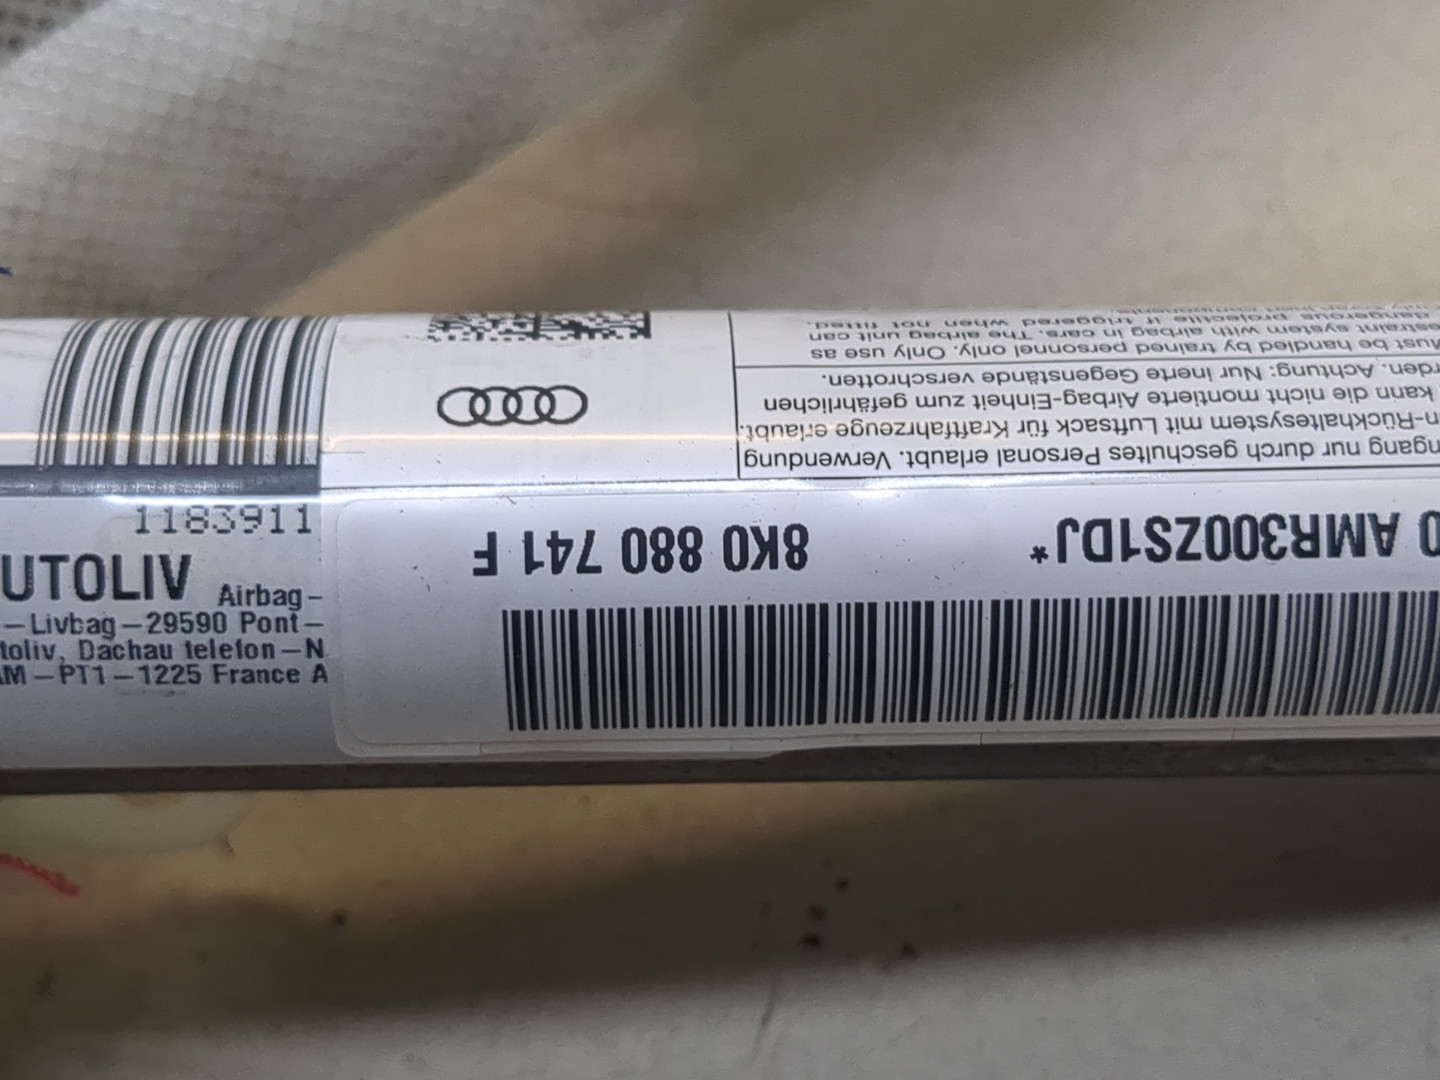 1183911
UTOLIV Airbag–
–Livbag–29590 Pont–
toliv, Dachau telefon–N
AM–PT1–1225 France A
0 AMR300ZS1DJ* 8K0 880 741 F
ngang nur durch geschultes Personal erlaubt. Verwendung
n-Rückhaltesystem mit Luftsack für Kraftfahrzeuge erlaubt.
kann die nicht montierte Airbag-Einheit zum gefährlichen
rden. Achtung: Nur inerte Gegenstände verschrotten.
Must be handled by trained personnel only. Only use as
estraint system with airbag in cars. The airbag unit can
dangerous projectile if triggered when not fitted.